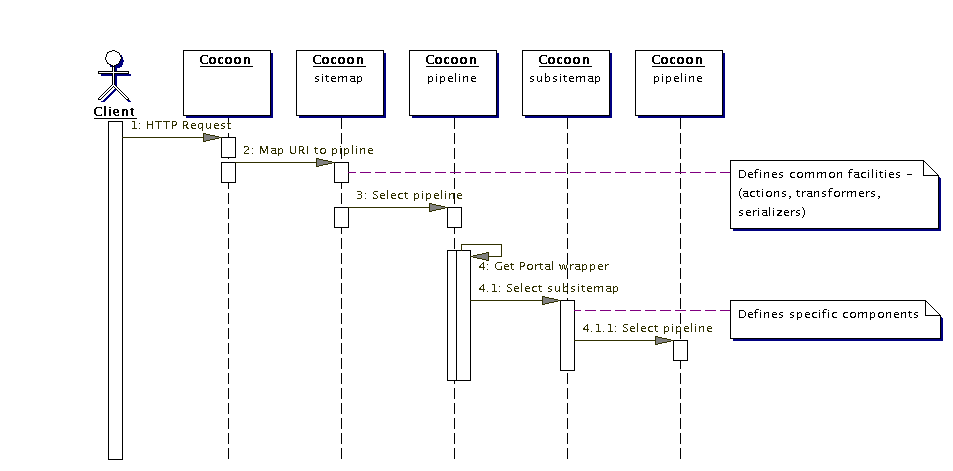 Cocoon
Cocoon
Cocoon
Cocoon
Cocoon
sitemap
pipeline
subsitemap
pipeline
Client
1: HTTP Request
2: Map URI to pipline
Defines common facilities -
(actions, transformers,
serializers)
3: Select pipeline
4: Get Portal wrapper
4.1: Select subsitemap
Defines specific components
4.1.1: Select pipeline